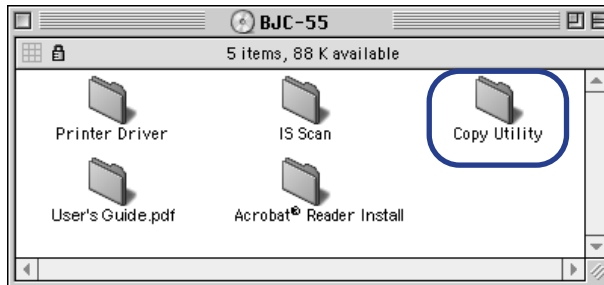 BJC-55
5 items, 88 K available
Printer Driver IS Scan Copy Utility
User's Guide.pdf Acrobat® Reader Install